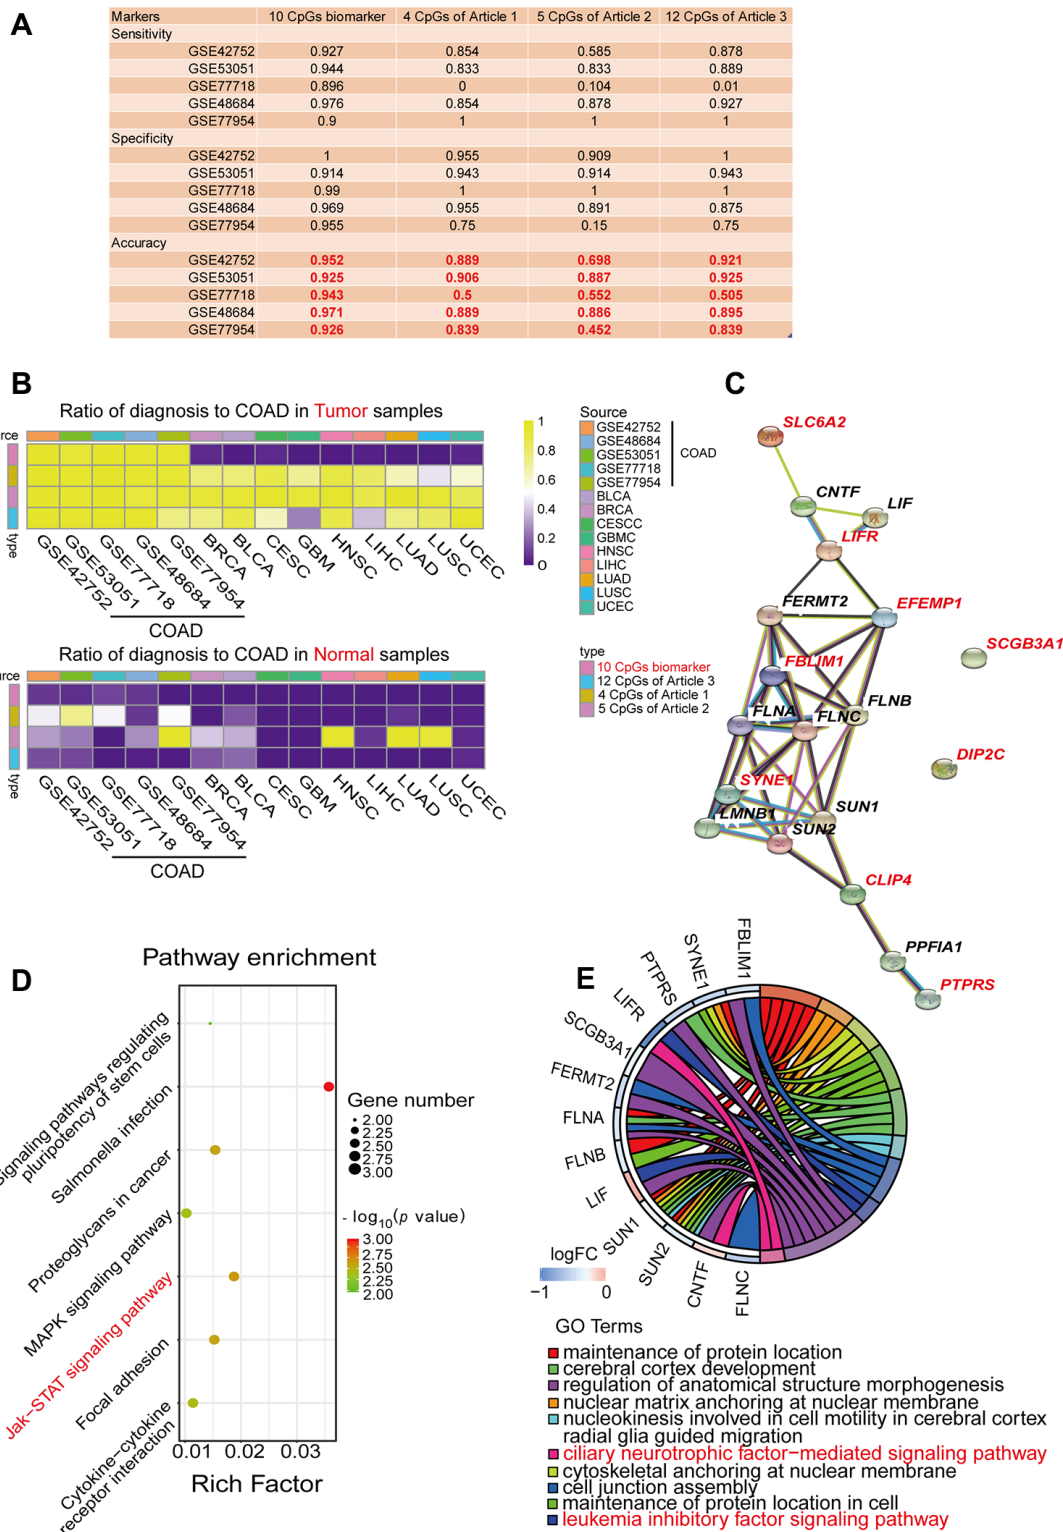 A
Markers 10 CpGs biomarker 4 CpGs of Article 1 5 CpGs of Article 2 12 CpGs of Article 3
Sensitivity
GSE42752 0.927 0.854 0.585 0.878
GSE53051 0.944 0.833 0.833 0.889
GSE77718 0.896 0 0.104 0.01
GSE48684 0.976 0.854 0.878 0.927
GSE77954 0.9 1 1 1
Specificity
GSE42752 1 0.955 0.909 1
GSE53051 0.914 0.943 0.914 0.943
GSE77718 0.99 1 1 1
GSE48684 0.969 0.955 0.891 0.875
GSE77954 0.955 0.75 0.15 0.75
Accuracy
GSE42752 0.952 0.889 0.698 0.921
GSE53051 0.925 0.906 0.887 0.925
GSE77718 0.943 0.5 0.552 0.505
GSE48684 0.971 0.889 0.886 0.895
GSE77954 0.926 0.839 0.452 0.839
B
Ratio of diagnosis to COAD in Tumor samples
rce
type
GSE42752
GSE53051
GSE77718
GSE48684
GSE77954
BRCA
BLCA
CESC
GBM
HNSC
LIHC
LUAD
LUSC
UCEC
COAD
1
0.8
0.6
0.4
0.2
0
Source
GSE42752
GSE48684
GSE53051
GSE77718
GSE77954
COAD
BLCA
BRCA
CESCC
GBMC
HNSC
LIHC
LUAD
LUSC
UCEC
Ratio of diagnosis to COAD in Normal samples
rce
type
GSE42752
GSE53051
GSE77718
GSE48684
GSE77954
BRCA
BLCA
CESC
GBM
HNSC
LIHC
LUAD
LUSC
UCEC
COAD
type
10 CpGs biomarker
12 CpGs of Article 3
4 CpGs of Article 1
5 CpGs of Article 2
C
SLC6A2
CNTF
LIF
LIFR
FERMT2
EFEMP1
SCGB3A1
FBLIM1
FLNB
FLNA
FLNC
DIP2C
SYNE1
LMNB1
SUN1
SUN2
CLIP4
PPFIA1
PTPRS
D
Pathway enrichment
Signaling pathways regulating
pluripotency of stem cells
Salmonella infection
Proteoglycans in cancer
MAPK signaling pathway
Jak−STAT signaling pathway
Focal adhesion
Cytokine−cytokine
receptor interaction
0.01 0.02 0.03
Rich Factor
Gene number
2.00
2.25
2.50
2.75
3.00
- log10(p value)
3.00
2.75
2.50
2.25
2.00
E
FBLIM1
SYNE1
PTPRS
LIFR
SCGB3A1
FERMT2
FLNA
FLNB
LIF
SUN1
SUN2
CNTF
FLNC
logFC
−1 0
GO Terms
maintenance of protein location
cerebral cortex development
regulation of anatomical structure morphogenesis
nuclear matrix anchoring at nuclear membrane
nucleokinesis involved in cell motility in cerebral cortex
radial glia guided migration
ciliary neurotrophic factor−mediated signaling pathway
cytoskeletal anchoring at nuclear membrane
cell junction assembly
maintenance of protein location in cell
leukemia inhibitory factor signaling pathway